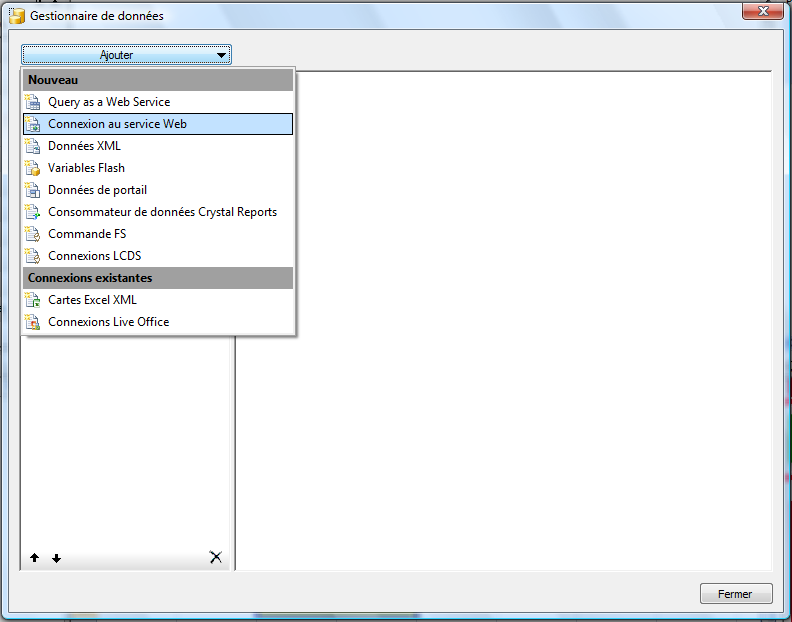 Gestionnaire de données
Ajouter
Nouveau
Query as a Web Service
Connexion au service Web
Données XML
Variables Flash
Données de portail
Consommateur de données Crystal Reports
Commande FS
Connexions LCDS
Connexions existantes
Cartes Excel XML
Connexions Live Office
Fermer